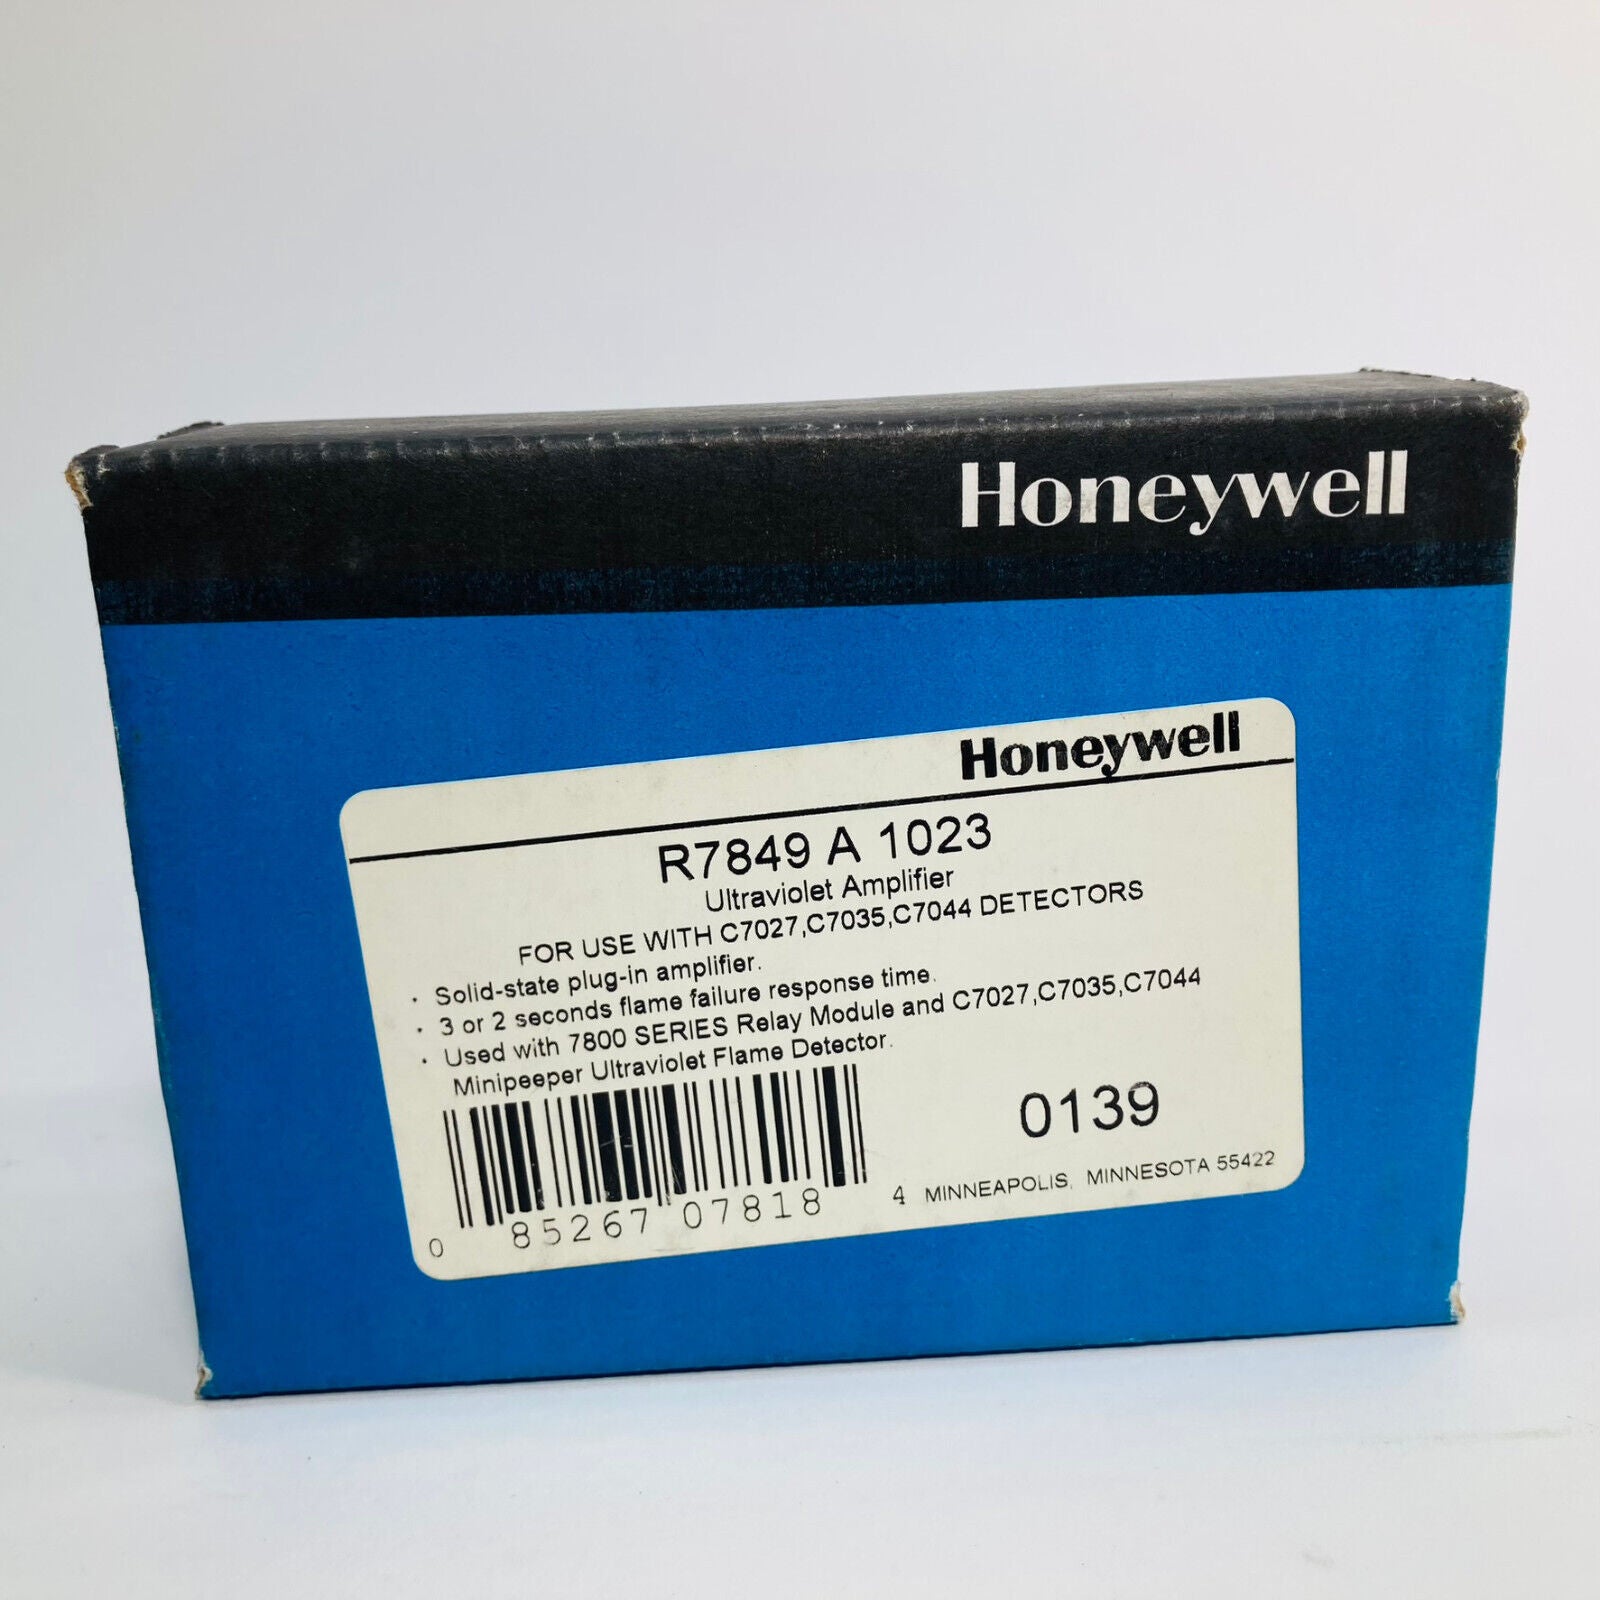 Honeywell
Honeywell
R7849 A 1023
Ultraviolet Amplifier
FOR USE WITH C7027,C7035,C7044 DETECTORS
· Solid-state plug-in amplifier.
· 3 or 2 seconds flame failure response time.
· Used with 7800 SERIES Relay Module and C7027,C7035,C7044
Minipeeper Ultraviolet Flame Detector.
0139
0 85267 07818 4
MINNEAPOLIS, MINNESOTA 55422